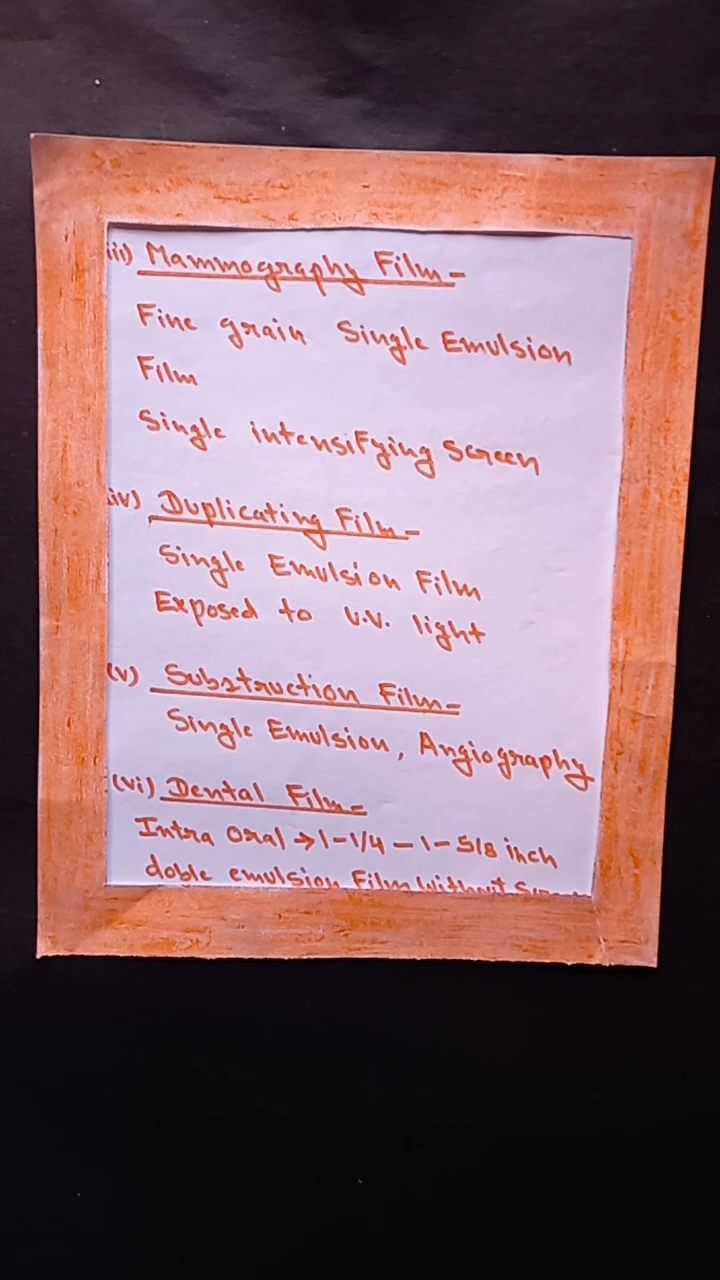 iii) Mammography Film-
Fine grain Single Emulsion
Film
Single intensifying Screen
iv) Duplicating Film-
Single Emulsion Film
Exposed to U.V. light
(v) Substruction Film-
Single Emulsion, Angiography
(vi) Dental Film-
Intra Oral → 1-1/4 - 1-5/8 inch
doble emulsion Film Without